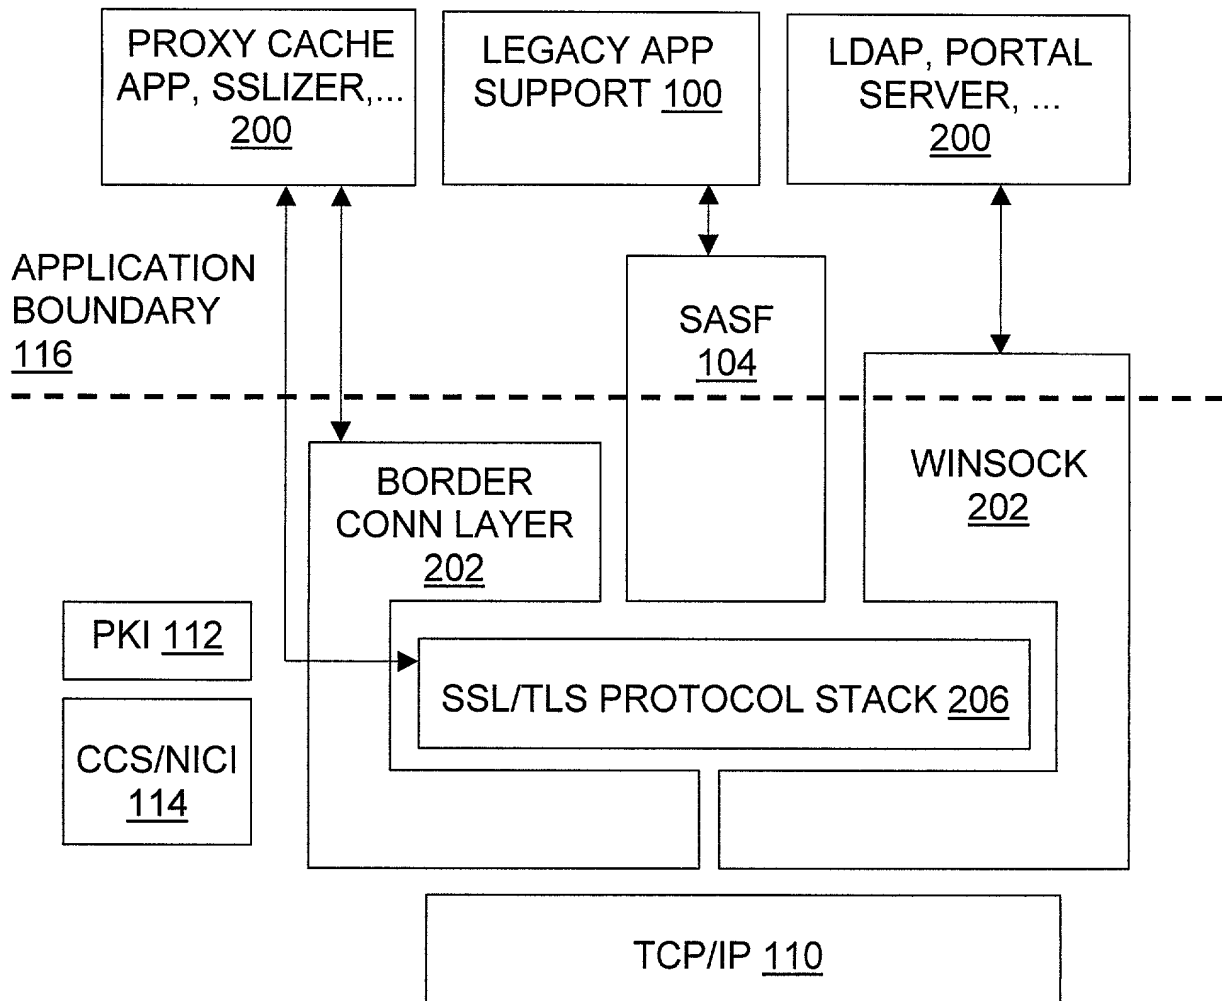 PROXY CACHE
APP, SSLIZER,...
200
LEGACY APP
SUPPORT 100
LDAP, PORTAL
SERVER, ...
200
APPLICATION
BOUNDARY
116
SASF
104
BORDER
CONN LAYER
202
WINSOCK
202
PKI 112
SSL/TLS PROTOCOL STACK 206
CCS/NICI
114
TCP/IP 110